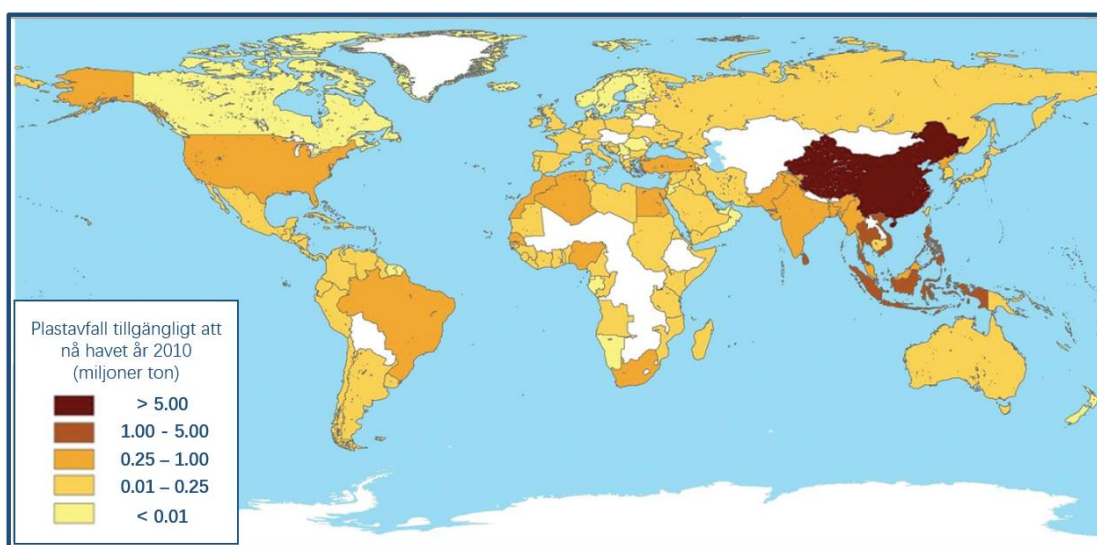 Plastavfall tillgängligt att
nå havet år 2010
(miljoner ton)
> 5.00
1.00 - 5.00
0.25 – 1.00
0.01 – 0.25
< 0.01